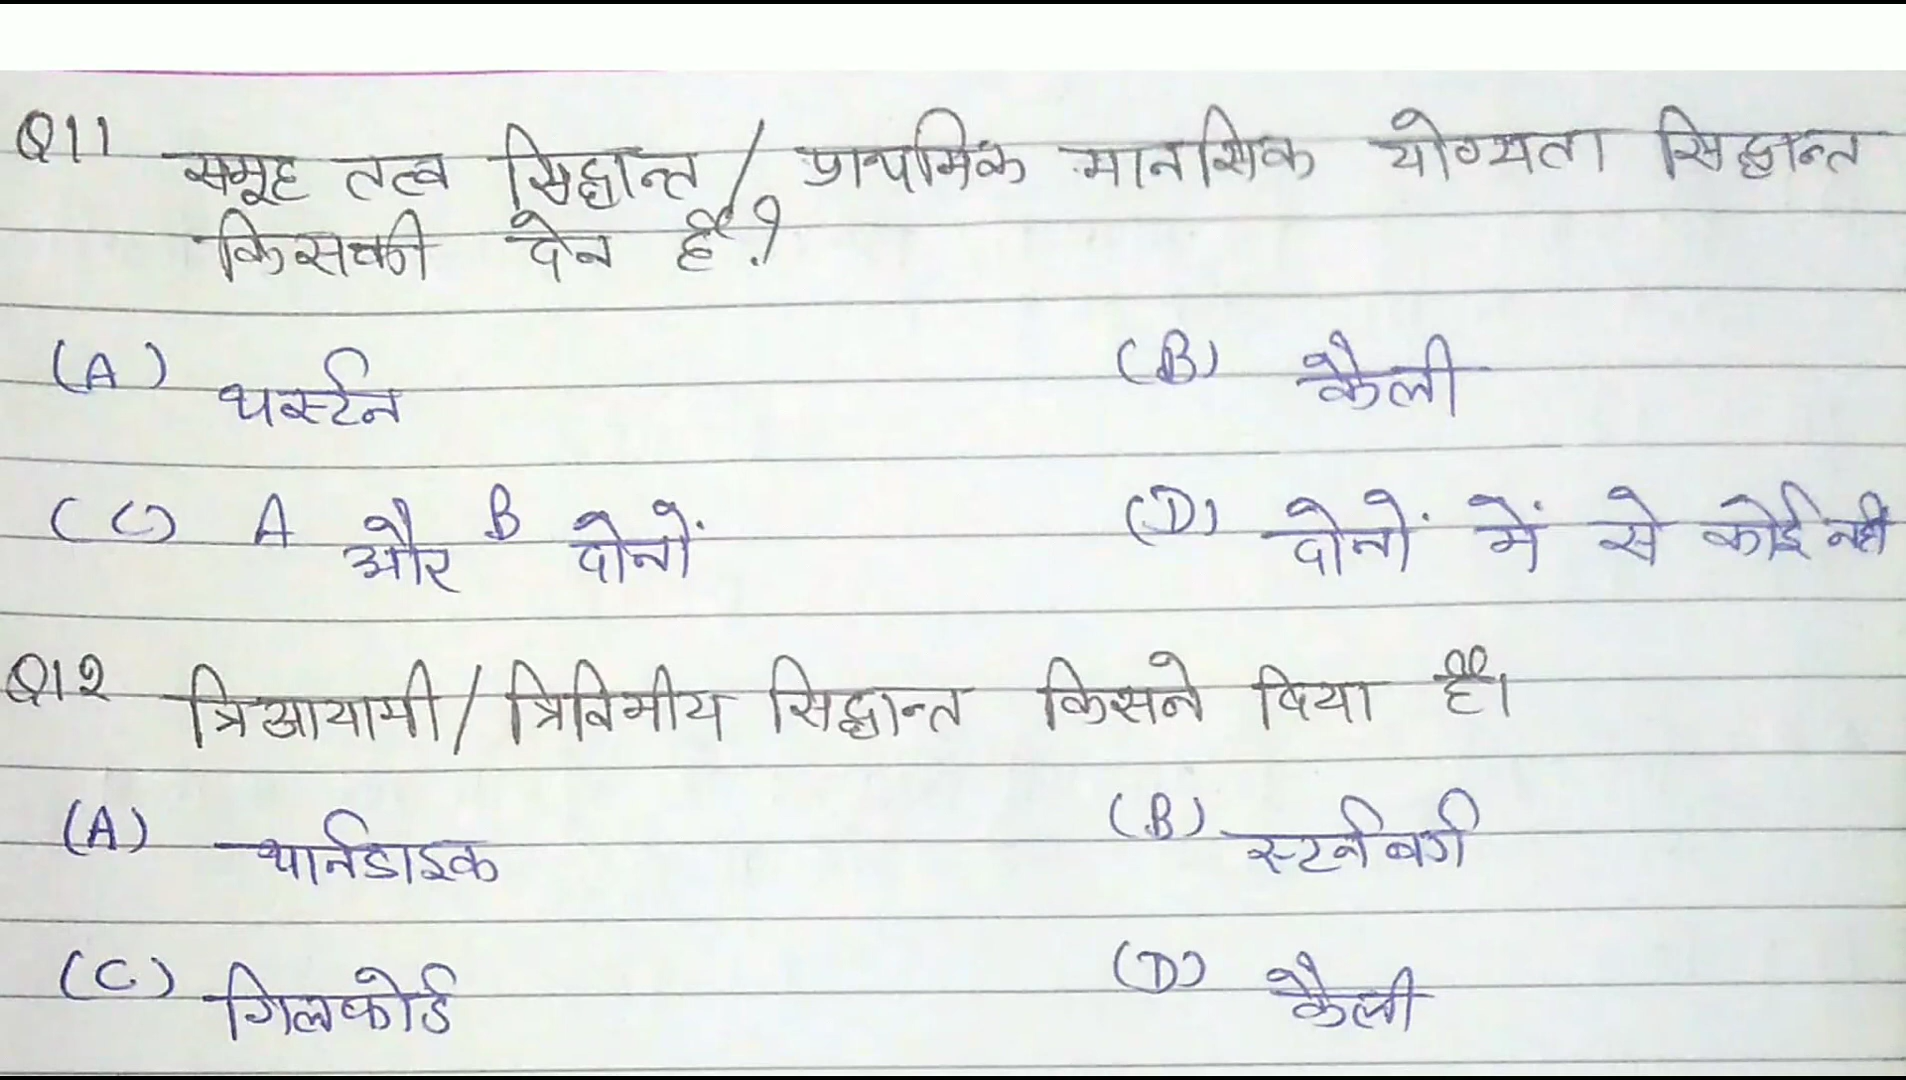 Q11 समूह तत्व सिद्धान्त / प्राथमिक मानसिक योग्यता सिद्धान्त
किसकी देन है ?
(A) थर्स्टन (B) कैली
(C) A और B दोनों (D) दोनों में से कोई नहीं
Q12 त्रिआयामी / त्रिविमीय सिद्धान्त किसने दिया है।
(A) थार्नडाइक (B) स्टर्नबर्ग
(C) गिलफोर्ड (D) कैली